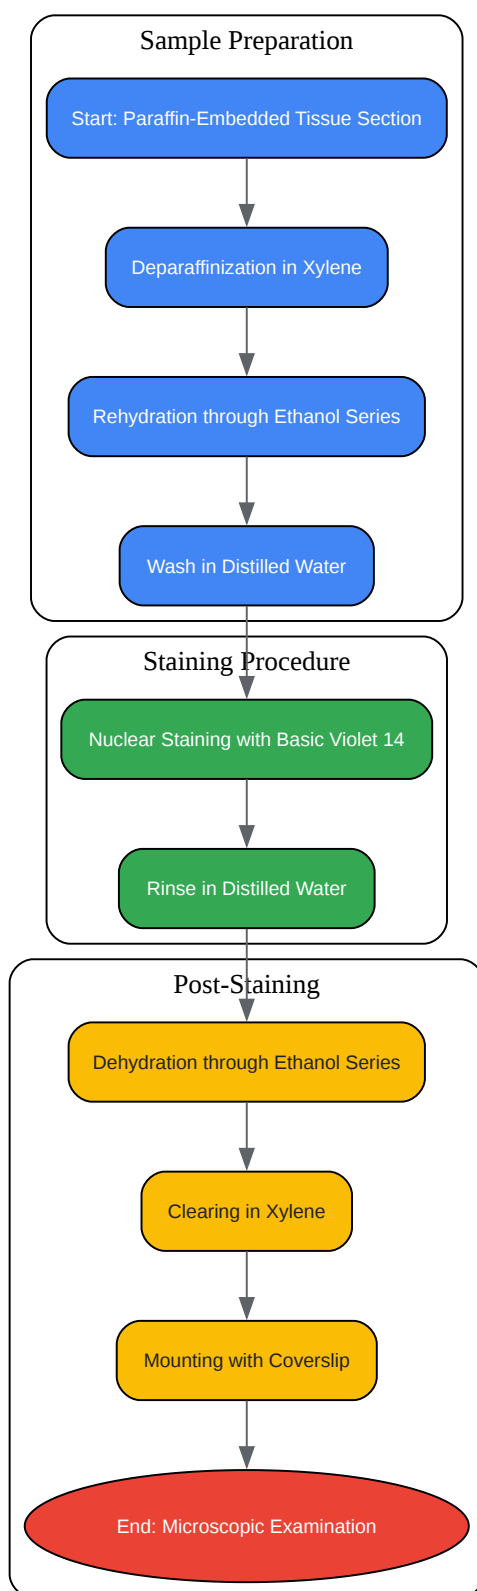 Sample Preparation
Start: Paraffin-Embedded Tissue Section
Deparaffinization in Xylene
Rehydration through Ethanol Series
Wash in Distilled Water
Staining Procedure
Nuclear Staining with Basic Violet 14
Rinse in Distilled Water
Post-Staining
Dehydration through Ethanol Series
Clearing in Xylene
Mounting with Coverslip
End: Microscopic Examination